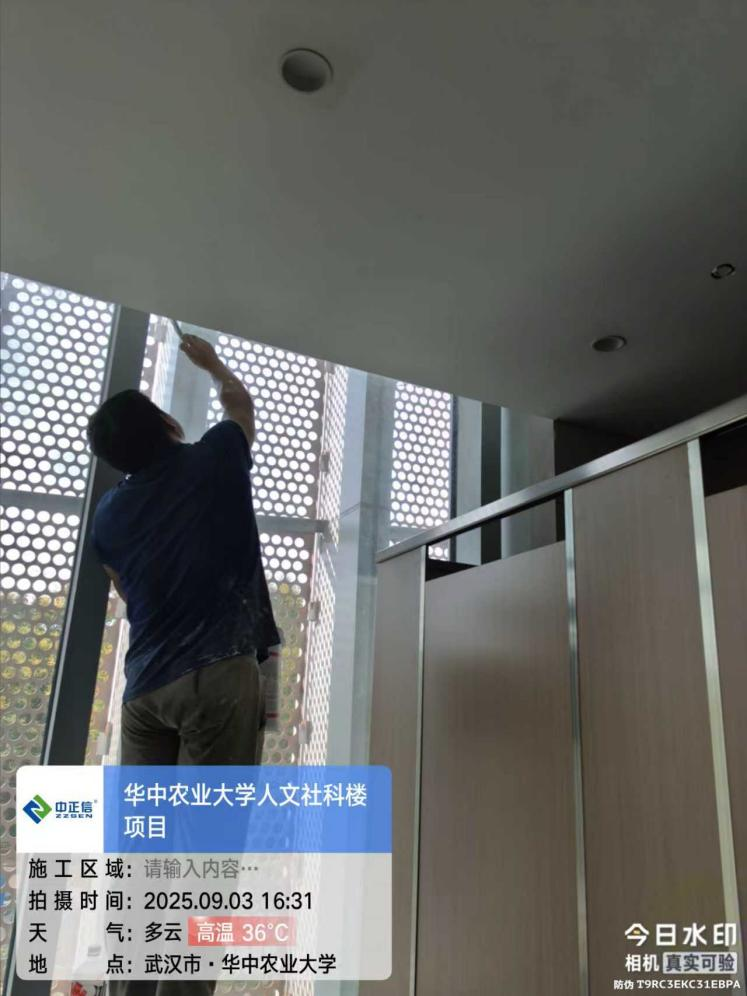 中正信®
ZZSEN
华中农业大学人文社科楼
项目
施工区域：请输入内容…
拍摄时间：2025.09.03 16:31
天气：多云 高温 36°C
地点：武汉市·华中农业大学
今日水印
相机 真实可验
防伪 T9RC3EKC31EBPA